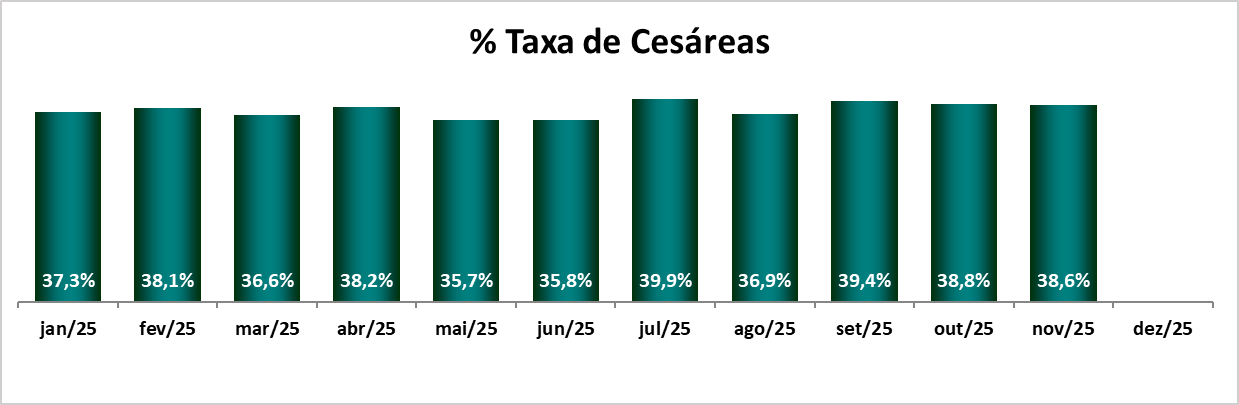 % Taxa de Cesáreas
37,3% 38,1% 36,6% 38,2% 35,7% 35,8% 39,9% 36,9% 39,4% 38,8% 38,6%
jan/25 fev/25 mar/25 abr/25 mai/25 jun/25 jul/25 ago/25 set/25 out/25 nov/25 dez/25